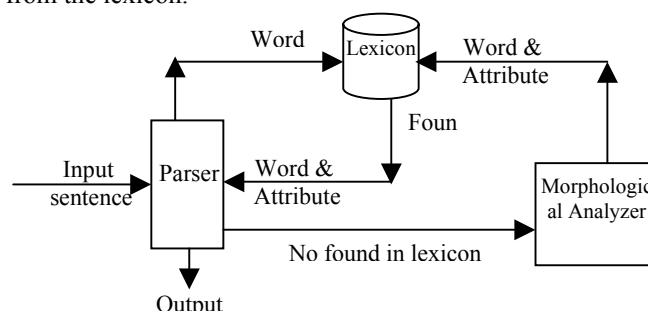 from the lexicon.
Word
Lexicon
Word &
Attribute
Foun
Input
sentence
Parser
Word &
Attribute
Morphologic
al Analyzer
No found in lexicon
Output